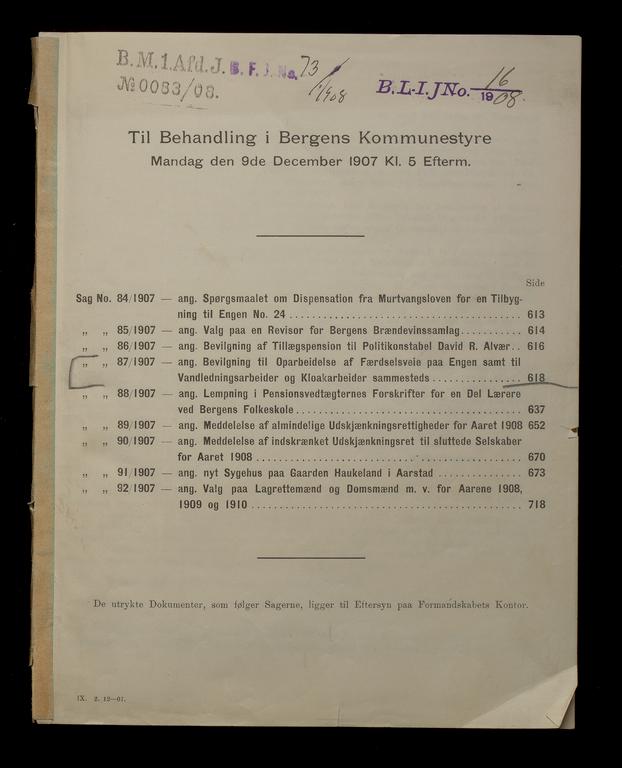 B.M.1.Afd.J. B.F.J.No. 73
№0083/08. 1/1908
B.L-I.JNo. 16
1908.
Til Behandling i Bergens Kommunestyre
Mandag den 9de December 1907 Kl. 5 Efterm.
Side
Sag No. 84/1907 — ang. Spørgsmaalet om Dispensation fra Murtvangsloven for en Tilbyg-
ning til Engen No. 24 ... 613
„ „ 85/1907 — ang. Valg paa en Revisor for Bergens Brændevinssamlag ... 614
„ „ 86/1907 — ang. Bevilgning af Tillægspension til Politikonstabel David R. Alvær .. 616
„ „ 87/1907 — ang. Bevilgning til Oparbeidelse af Færdselsveie paa Engen samt til
Vandledningsarbeider og Kloakarbeider sammesteds ... 618
„ „ 88/1907 — ang. Lempning i Pensionsvedtægternes Forskrifter for en Del Lærere
ved Bergens Folkeskole ... 637
„ „ 89/1907 — ang. Meddelelse af almindelige Udskjænkningsrettigheder for Aaret 1908 652
„ „ 90/1907 — ang. Meddelelse af indskrænket Udskjænkningsret til sluttede Selskaber
for Aaret 1908 ... 670
„ „ 91/1907 — ang. nyt Sygehus paa Gaarden Haukeland i Aarstad ... 673
„ „ 92/1907 — ang. Valg paa Lagrettemænd og Domsmænd m. v. for Aarene 1908,
1909 og 1910 ... 718
De utrykte Dokumenter, som følger Sagerne, ligger til Eftersyn paa Formandskabets Kontor.
IX. 2. 12—07.